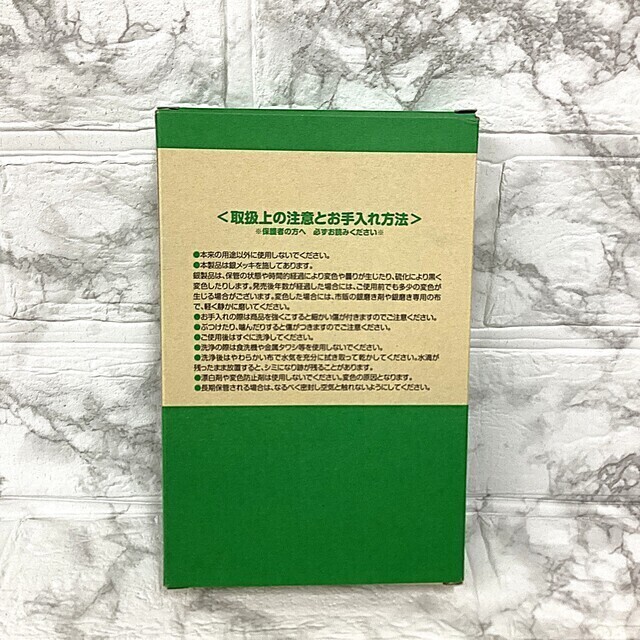 ＜取扱上の注意とお手入れ方法＞
※保護者の方へ　必ずお読みください※
●本来の用途以外に使用しないでください。
●本製品は銀メッキを施してあります。
銀製品は、保管の状態や時間的経過により変色や曇りが生じたり、硫化により黒く
変色したりします。発売後年数が経過した場合には、ご使用前でも多少の変色が
生じる場合がございます。変色した場合には、市販の銀磨き剤や銀磨き専用の布
で、軽く静かに磨いてください。
●お手入れの際は商品を強くこすると細かい傷が付きますのでご注意ください。
●ぶつけたり、噛んだりすると傷がつきますのでご注意ください。
●ご使用後はすぐに洗浄してください。
●洗浄の際は食洗機や金属タワシ等を使用しないでください。
●洗浄後はやわらかい布で水気を充分に拭き取って乾かしてください。水滴が
残ったまま放置すると、シミになり跡が残ることがあります。
●漂白剤や変色防止剤は使用しないでください。変色の原因となります。
●長期保管される場合は、なるべく密封し空気と触れないようにしてください。